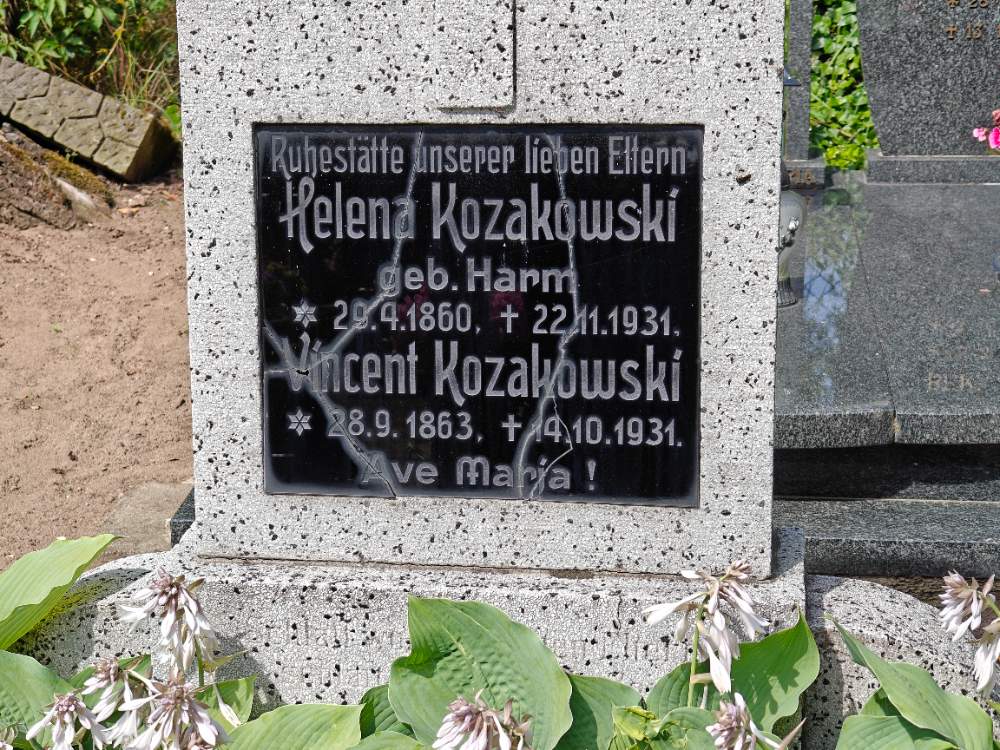 Ruhestätte unserer lieben Eltern
Helena Kozakowski
geb. Harm
* 29.4.1860. † 22.11.1931.
Vincent Kozakowski
* 28.9.1863. † 14.10.1931.
Ave Maria !